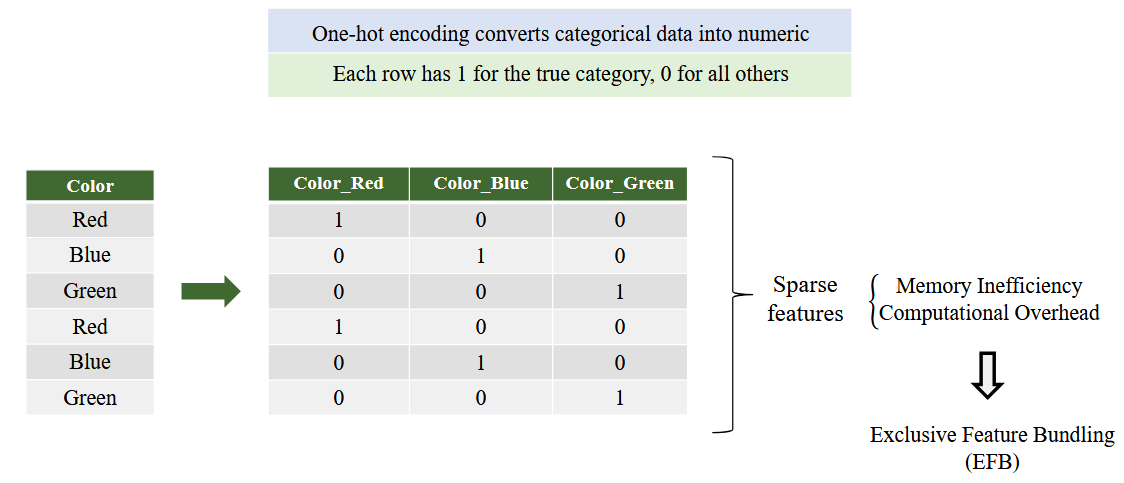 One-hot encoding converts categorical data into numeric
Each row has 1 for the true category, 0 for all others
Color
Red
Blue
Green
Red
Blue
Green
Color_Red Color_Blue Color_Green
1 0 0
0 1 0
0 0 1
1 0 0
0 1 0
0 0 1
Sparse
features
Memory Inefficiency
Computational Overhead
Exclusive Feature Bundling
(EFB)